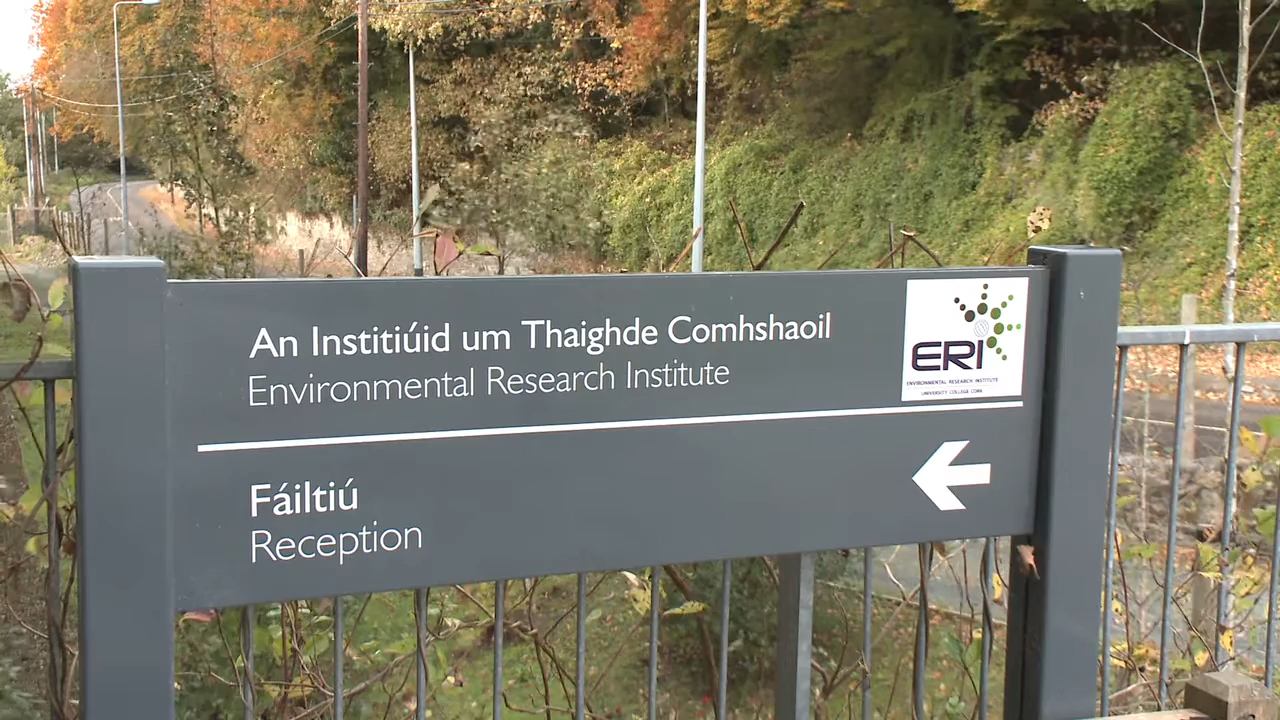 An Institiúid um Thaighde Comhshaoil
Environmental Research Institute
ERI
ENVIRONMENTAL RESEARCH INSTITUTE
UNIVERSITY COLLEGE CORK
Fáiltiú
Reception